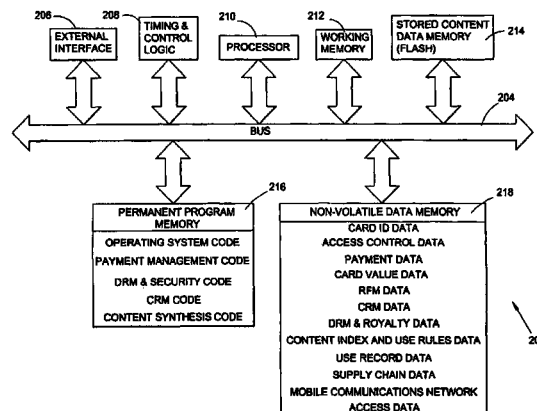 206
EXTERNAL
INTERFACE
208
TIMING &
CONTROL
LOGIC
210
PROCESSOR
212
WORKING
MEMORY
STORED CONTENT
DATA MEMORY
(FLASH)
214
204
BUS
216
PERMANENT PROGRAM
MEMORY
OPERATING SYSTEM CODE
PAYMENT MANAGEMENT CODE
DRM & SECURITY CODE
CRM CODE
CONTENT SYNTHESIS CODE
218
NON-VOLATILE DATA MEMORY
CARD ID DATA
ACCESS CONTROL DATA
PAYMENT DATA
CARD VALUE DATA
RFM DATA
CRM DATA
DRM & ROYALTY DATA
CONTENT INDEX AND USE RULES DATA
USE RECORD DATA
SUPPLY CHAIN DATA
MOBILE COMMUNICATIONS NETWORK
ACCESS DATA